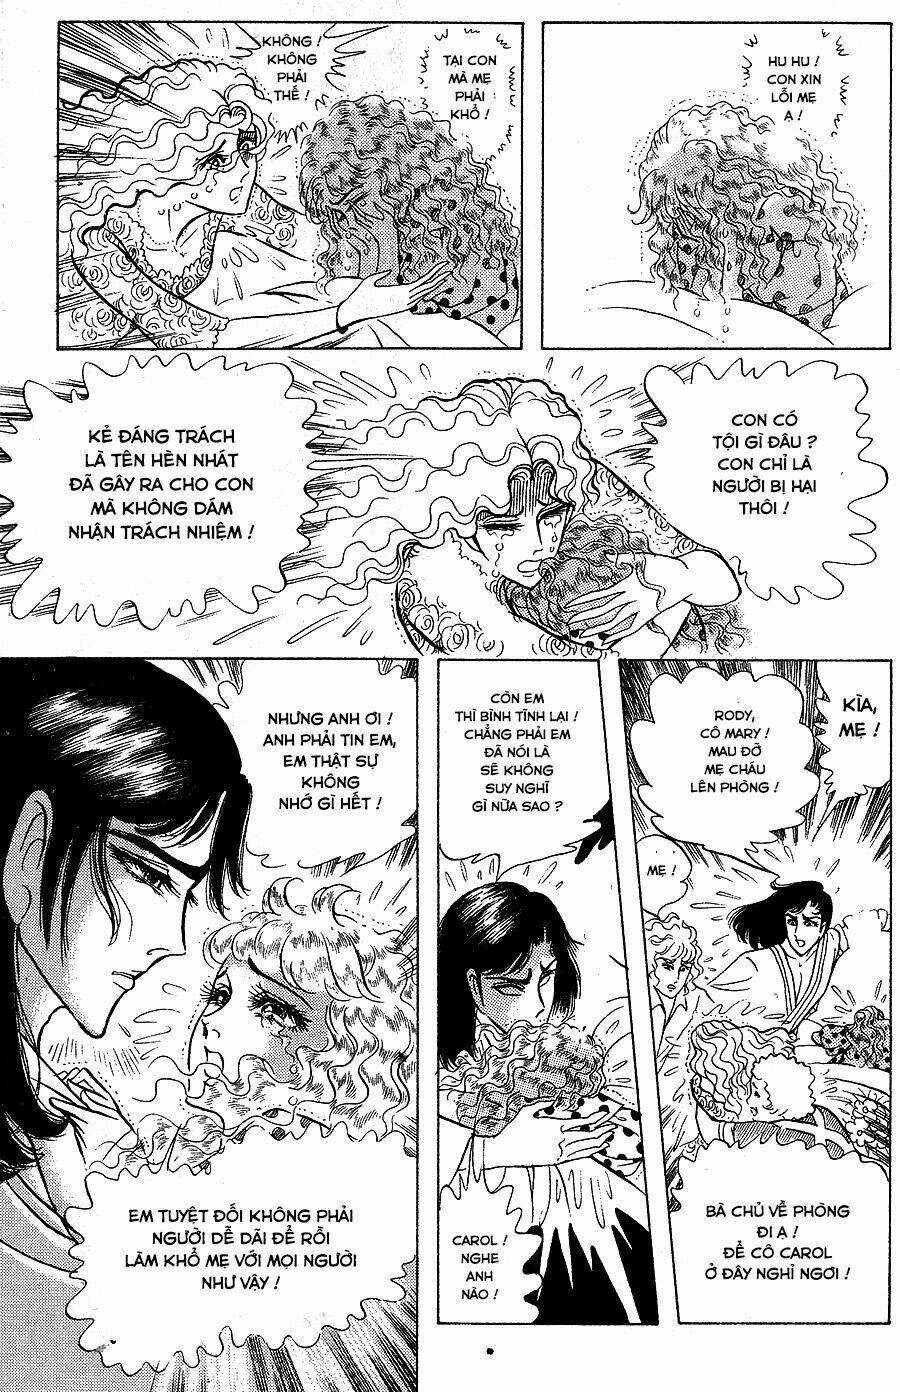 HU HU !
CON XIN
LỖI MẸ
Ạ !
TẠI CON
MÀ MẸ
PHẢI
KHỔ !
KHÔNG !
KHÔNG
PHẢI
THẾ !
CON CÓ
TỘI GÌ ĐÂU ?
CON CHỈ LÀ
NGƯỜI BỊ HẠI
THÔI !
KẺ ĐÁNG TRÁCH
LÀ TÊN HÈN NHÁT
ĐÃ GÂY RA CHO CON
MÀ KHÔNG DÁM
NHẬN TRÁCH NHIỆM !
KÌA,
MẸ !
RODY,
CÔ MARY !
MAU ĐỠ
MẸ CHÁU
LÊN PHÒNG !
MẸ !
BÀ CHỦ VỀ PHÒNG
ĐI Ạ !
ĐỂ CÔ CAROL
Ở ĐÂY NGHỈ NGƠI !
CÒN EM
THÌ BÌNH TĨNH LẠI !
CHẲNG PHẢI EM
ĐÃ NÓI LÀ
SẼ KHÔNG
SUY NGHĨ
GÌ NỮA SAO ?
CAROL !
NGHE
ANH
NÀO !
NHƯNG ANH ƠI !
ANH PHẢI TIN EM,
EM THẬT SỰ
KHÔNG
NHỚ GÌ HẾT !
EM TUYỆT ĐỐI KHÔNG PHẢI
NGƯỜI DỄ DÃI ĐỂ RỒI
LÀM KHỔ MẸ VỚI MỌI NGƯỜI
NHƯ VẬY !